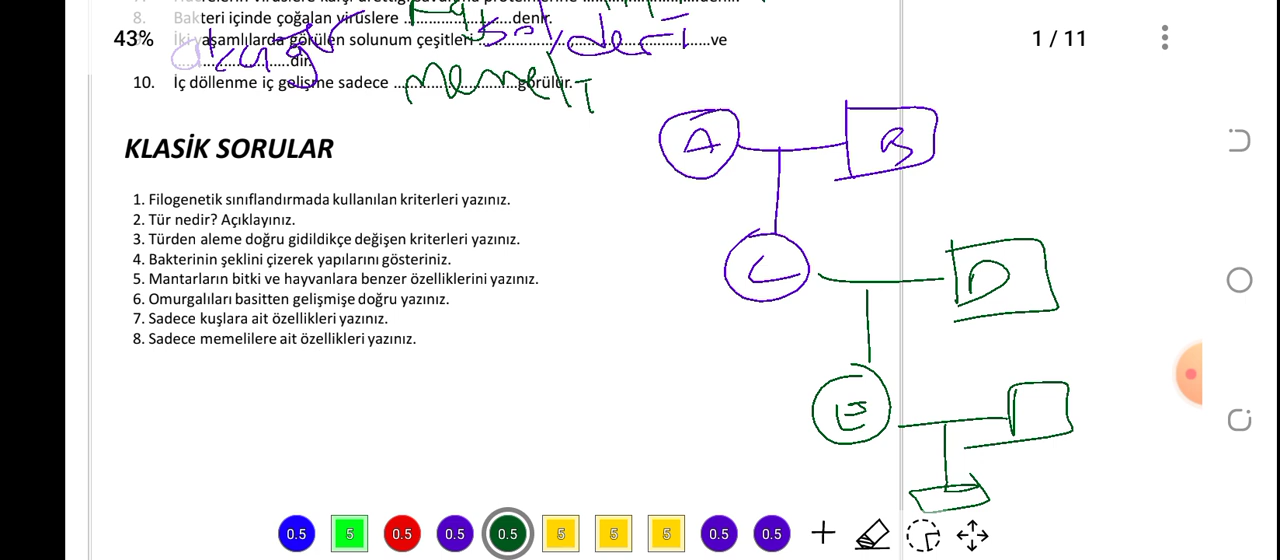 8. Bakteri içinde çoğalan virüslere ................denir.
43%
İki yaşamlılarda görülen solunum çeşitleri sol, deri ve
akciğer dir.
1 / 11
10. İç döllenme iç gelişme sadece memeli görülür.
KLASİK SORULAR
1. Filogenetik sınıflandırmada kullanılan kriterleri yazınız.
2. Tür nedir? Açıklayınız.
3. Türden aleme doğru gidildikçe değişen kriterleri yazınız.
4. Bakterinin şeklini çizerek yapılarını gösteriniz.
5. Mantarların bitki ve hayvanlara benzer özelliklerini yazınız.
6. Omurgalıları basitten gelişmişe doğru yazınız.
7. Sadece kuşlara ait özellikleri yazınız.
8. Sadece memelilere ait özellikleri yazınız.
A B
C D
E
0.5 5 0.5 0.5 0.5 5 5 5 0.5 0.5